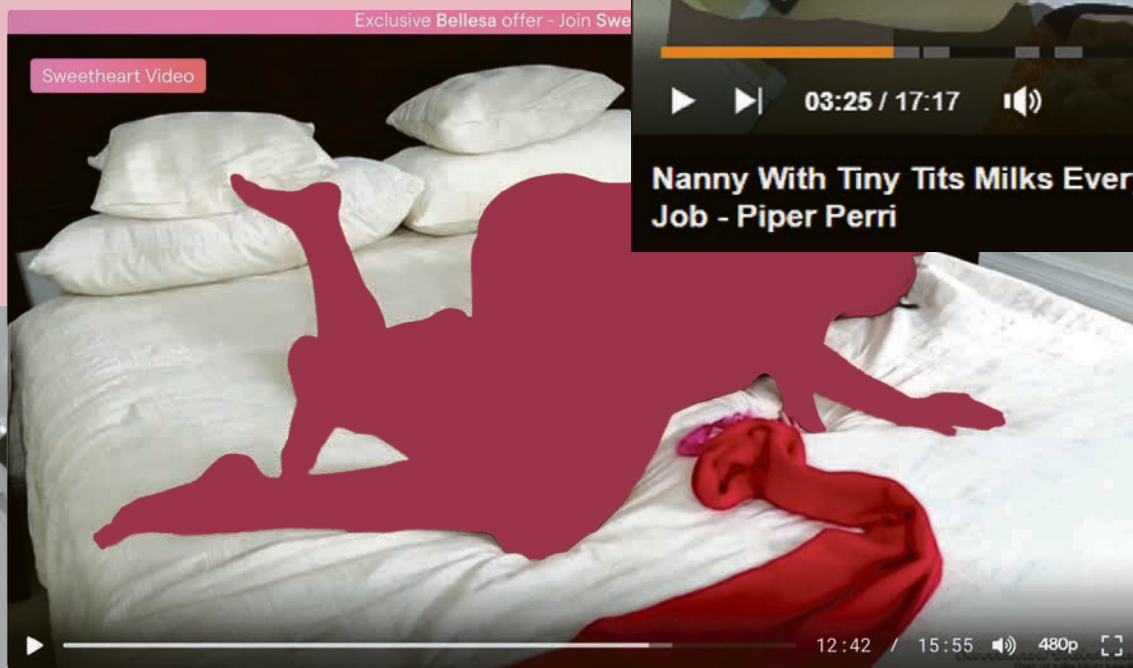 Exclusive Bellesa offer - Join Swe
Sweetheart Video
03:25 / 17:17
Nanny With Tiny Tits Milks Ever
Job - Piper Perri
12:42 / 15:55 480p